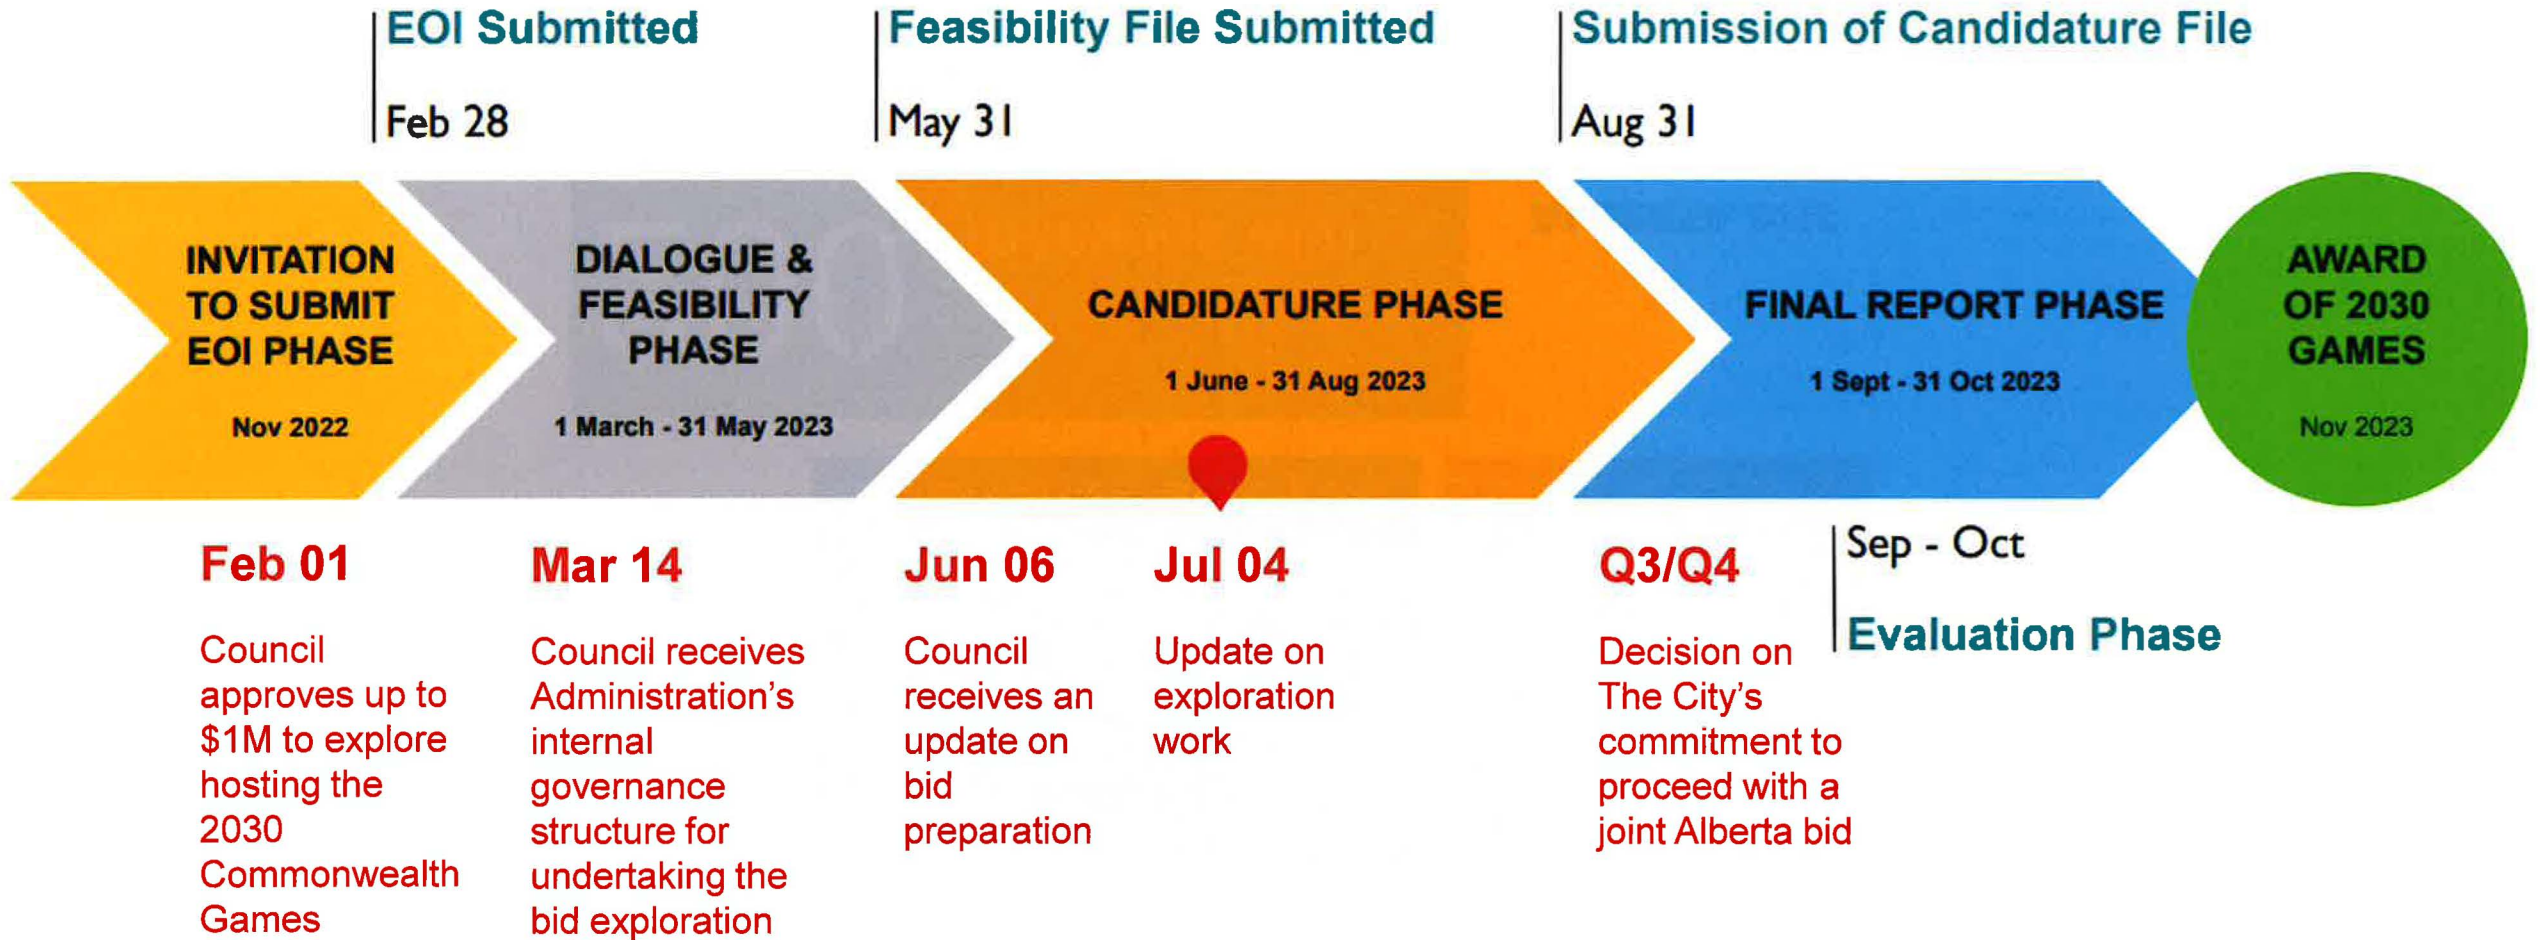 EOI Submitted
Feb 28
Feasibility File Submitted
May 31
Submission of Candidature File
Aug 31
INVITATION
TO SUBMIT
EOI PHASE
Nov 2022
DIALOGUE &
FEASIBILITY
PHASE
1 March - 31 May 2023
CANDIDATURE PHASE
1 June - 31 Aug 2023
FINAL REPORT PHASE
1 Sept - 31 Oct 2023
AWARD
OF 2030
GAMES
Nov 2023
Feb 01
Council
approves up to
$1M to explore
hosting the
2030
Commonwealth
Games
Mar 14
Council receives
Administration's
internal
governance
structure for
undertaking the
bid exploration
Jun 06
Council
receives an
update on
bid
preparation
Jul 04
Update on
exploration
work
Q3/Q4
Decision on
The City's
commitment to
proceed with a
joint Alberta bid
Sep - Oct
Evaluation Phase